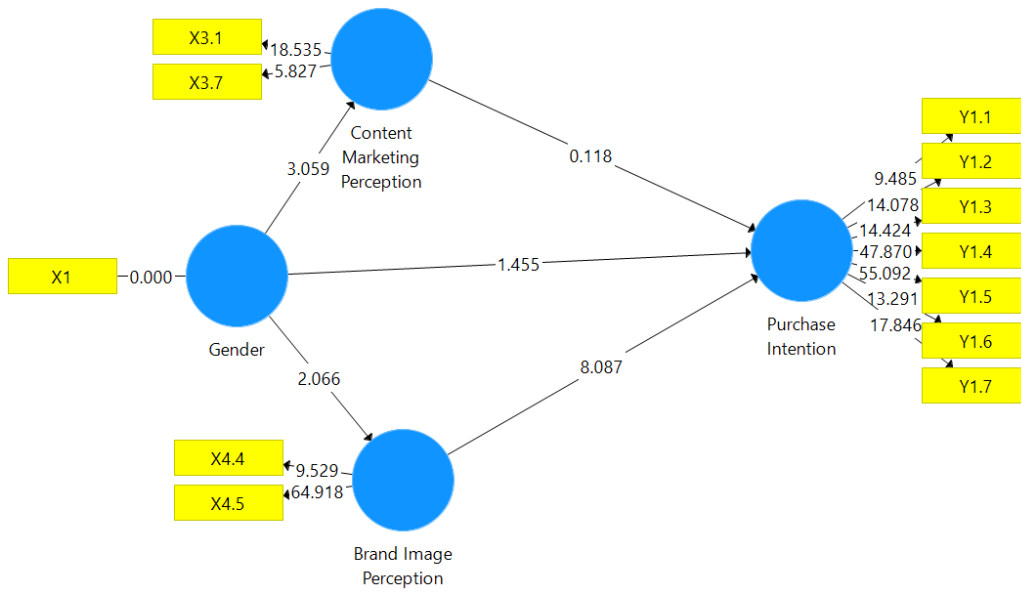 X3.1
18.535
X3.7
5.827
Content
Marketing
Perception
Y1.1
Y1.2
Y1.3
Y1.4
Y1.5
Y1.6
Y1.7
0.118
3.059
9.485
14.078
14.424
47.870
55.092
13.291
17.846
X1
0.000
1.455
Gender
Purchase
Intention
2.066
8.087
X4.4
9.529
X4.5
64.918
Brand Image
Perception